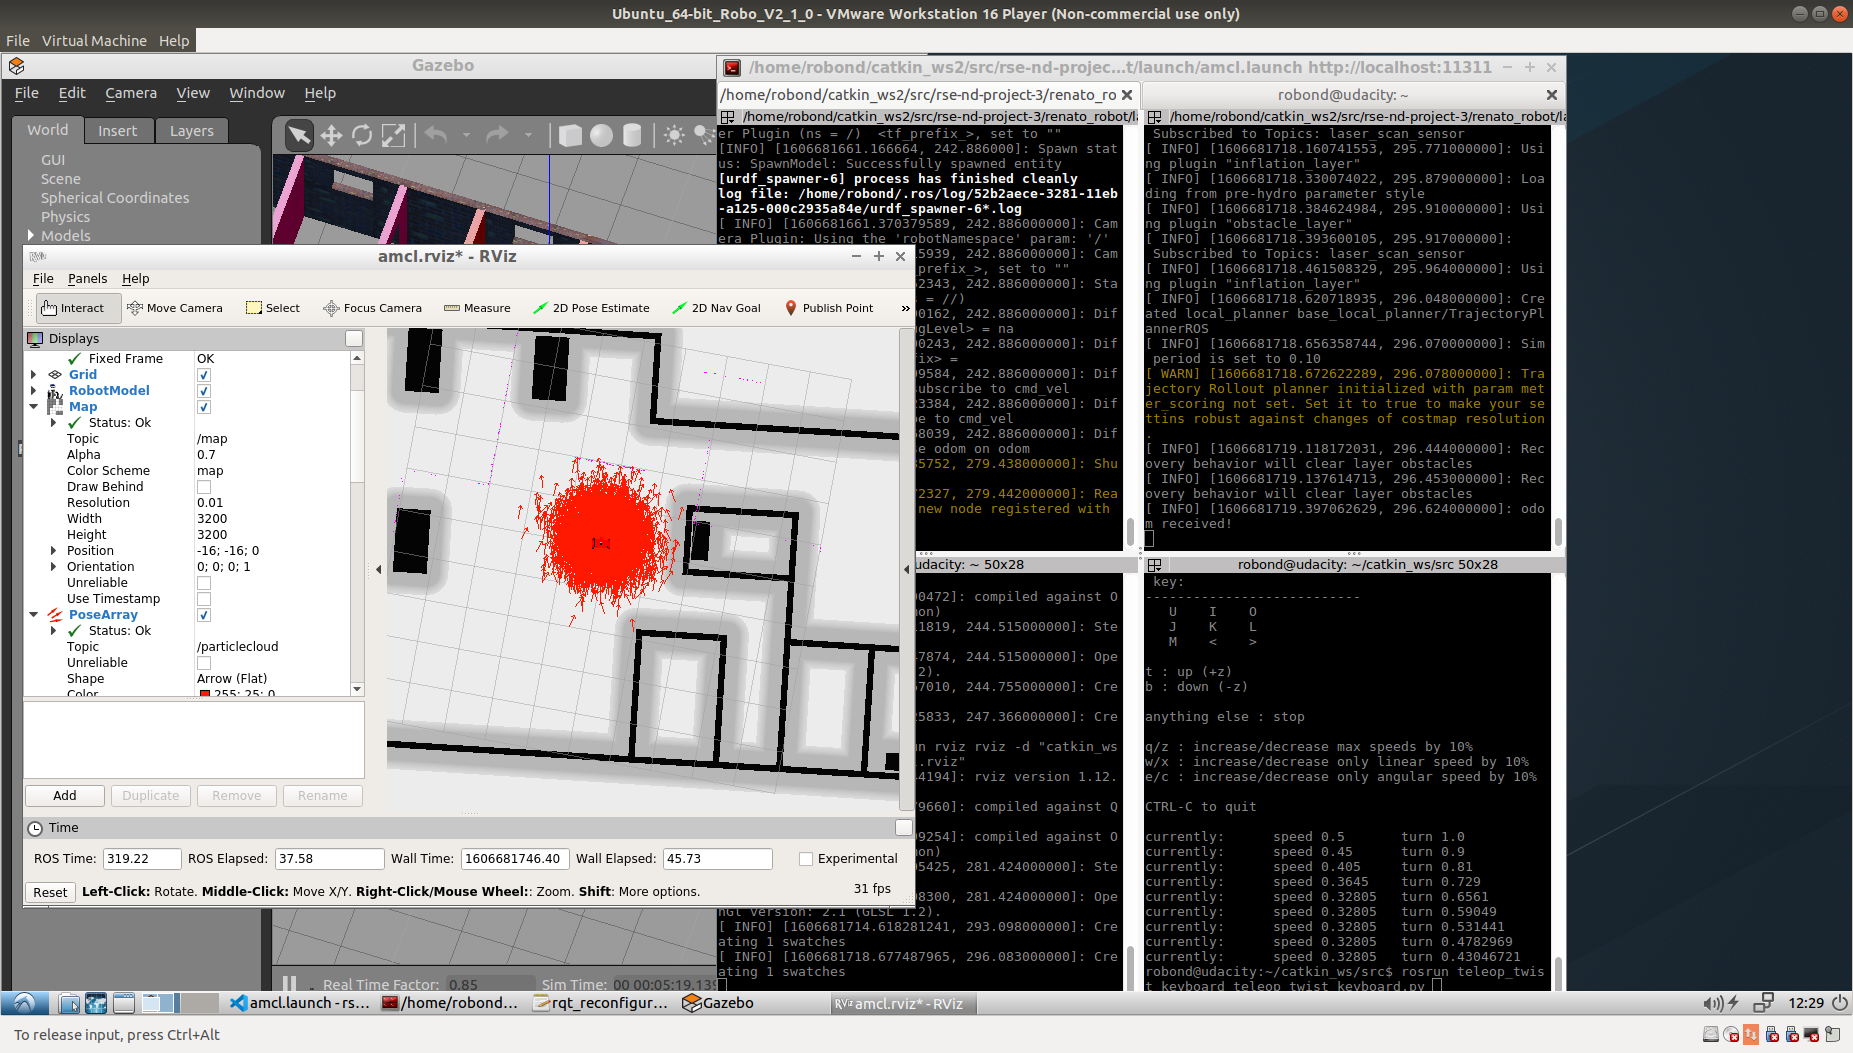 Ubuntu_64-bit_Robo_V2_1_0 - VMware Workstation 16 Player (Non-commercial use only)
File Virtual Machine Help
Gazebo
File Edit Camera View Window Help
World Insert Layers
GUI
Scene
Spherical Coordinates
Physics
Models
amcl.rviz* - RViz
File Panels Help
Interact Move Camera Select Focus Camera Measure 2D Pose Estimate 2D Nav Goal Publish Point »
Displays
Fixed Frame OK
Grid
RobotModel
Map
Status: Ok
Topic /map
Alpha 0.7
Color Scheme map
Draw Behind
Resolution 0.01
Width 3200
Height 3200
Position -16; -16; 0
Orientation 0; 0; 0; 1
Unreliable
Use Timestamp
PoseArray
Status: Ok
Topic /particlecloud
Unreliable
Shape Arrow (Flat)
Color 255; 25; 0
Add Duplicate Remove Rename
Time
ROS Time: 319.22 ROS Elapsed: 37.58 Wall Time: 1606681746.40 Wall Elapsed: 45.73 Experimental
Reset Left-Click: Rotate. Middle-Click: Move X/Y. Right-Click/Mouse Wheel:: Zoom. Shift: More options. 31 fps
Real Time Factor: 0.85 Sim Time: 00 00:05:19.139
/home/robond/catkin_ws2/src/rse-nd-projec...t/launch/amcl.launch http://localhost:11311
/home/robond/catkin_ws2/src/rse-nd-project-3/renato_ro
robond@udacity: ~
/home/robond/catkin_ws2/src/rse-nd-project-3/renato_robot/l
er Plugin (ns = /) <tf_prefix_>, set to ""
[INFO] [1606681661.166664, 242.886000]: Spawn stat
us: SpawnModel: Successfully spawned entity
[urdf_spawner-6] process has finished cleanly
log file: /home/robond/.ros/log/52b2aece-3281-11eb
-a125-000c2935a84e/urdf_spawner-6*.log
[ INFO] [1606681661.370379589, 242.886000000]: Cam
era Plugin: Using the 'robotNamespace' param: '/'
5939, 242.886000000]: Cam
prefix_>, set to ""
2343, 242.886000000]: Sta
s = //)
0162, 242.886000000]: Dif
gLevel> = na
0243, 242.886000000]: Dif
ix> =
9584, 242.886000000]: Dif
ubscribe to cmd_vel
3384, 242.886000000]: Dif
e to cmd_vel
8039, 242.886000000]: Dif
e odom on odom
5752, 279.438000000]: Shu
2327, 279.442000000]: Rea
new node registered with
/home/robond/catkin_ws2/src/rse-nd-project-3/renato_robot/la
Subscribed to Topics: laser_scan_sensor
[ INFO] [1606681718.160741553, 295.771000000]: Usi
ng plugin "inflation_layer"
[ INFO] [1606681718.330074022, 295.879000000]: Loa
ding from pre-hydro parameter style
[ INFO] [1606681718.384624984, 295.910000000]: Usi
ng plugin "obstacle_layer"
[ INFO] [1606681718.393600105, 295.917000000]:
Subscribed to Topics: laser_scan_sensor
[ INFO] [1606681718.461508329, 295.964000000]: Usi
ng plugin "inflation_layer"
[ INFO] [1606681718.620718935, 296.048000000]: Cre
ated local_planner base_local_planner/TrajectoryPl
annerROS
[ INFO] [1606681718.656358744, 296.070000000]: Sim
period is set to 0.10
[ WARN] [1606681718.672622289, 296.078000000]: Tra
jectory Rollout planner initialized with param met
er_scoring not set. Set it to true to make your se
ttins robust against changes of costmap resolution
.
[ INFO] [1606681719.118172031, 296.444000000]: Rec
overy behavior will clear layer obstacles
[ INFO] [1606681719.137614713, 296.453000000]: Rec
overy behavior will clear layer obstacles
[ INFO] [1606681719.397062629, 296.624000000]: odo
m received!
udacity: ~ 50x28
0472]: compiled against O
on)
1819, 244.515000000]: Ste
7874, 244.515000000]: Ope
2).
7010, 244.755000000]: Cre
5833, 247.366000000]: Cre
n rviz rviz -d "catkin_ws
.rviz"
4194]: rviz version 1.12.
9660]: compiled against Q
9254]: compiled against O
on)
5425, 281.424000000]: Ste
8300, 281.424000000]: Ope
ngl version: 2.1 (GLSL 1.2).
[ INFO] [1606681714.618281241, 293.098000000]: Cre
ating 1 swatches
[ INFO] [1606681718.677487965, 296.083000000]: Cre
ating 1 swatches
robond@udacity: ~/catkin_ws/src 50x28
key:
---------------------------
U I O
J K L
M < >
t : up (+z)
b : down (-z)
anything else : stop
q/z : increase/decrease max speeds by 10%
w/x : increase/decrease only linear speed by 10%
e/c : increase/decrease only angular speed by 10%
CTRL-C to quit
currently: speed 0.5 turn 1.0
currently: speed 0.45 turn 0.9
currently: speed 0.405 turn 0.81
currently: speed 0.3645 turn 0.729
currently: speed 0.32805 turn 0.6561
currently: speed 0.32805 turn 0.59049
currently: speed 0.32805 turn 0.531441
currently: speed 0.32805 turn 0.4782969
currently: speed 0.32805 turn 0.43046721
robond@udacity:~/catkin_ws/src$ rosrun teleop_twis
t_keyboard teleop_twist_keyboard.py
amcl.launch - rs... /home/robond... rqt_reconfigur... Gazebo amcl.rviz* - RViz 12:29
To release input, press Ctrl+Alt